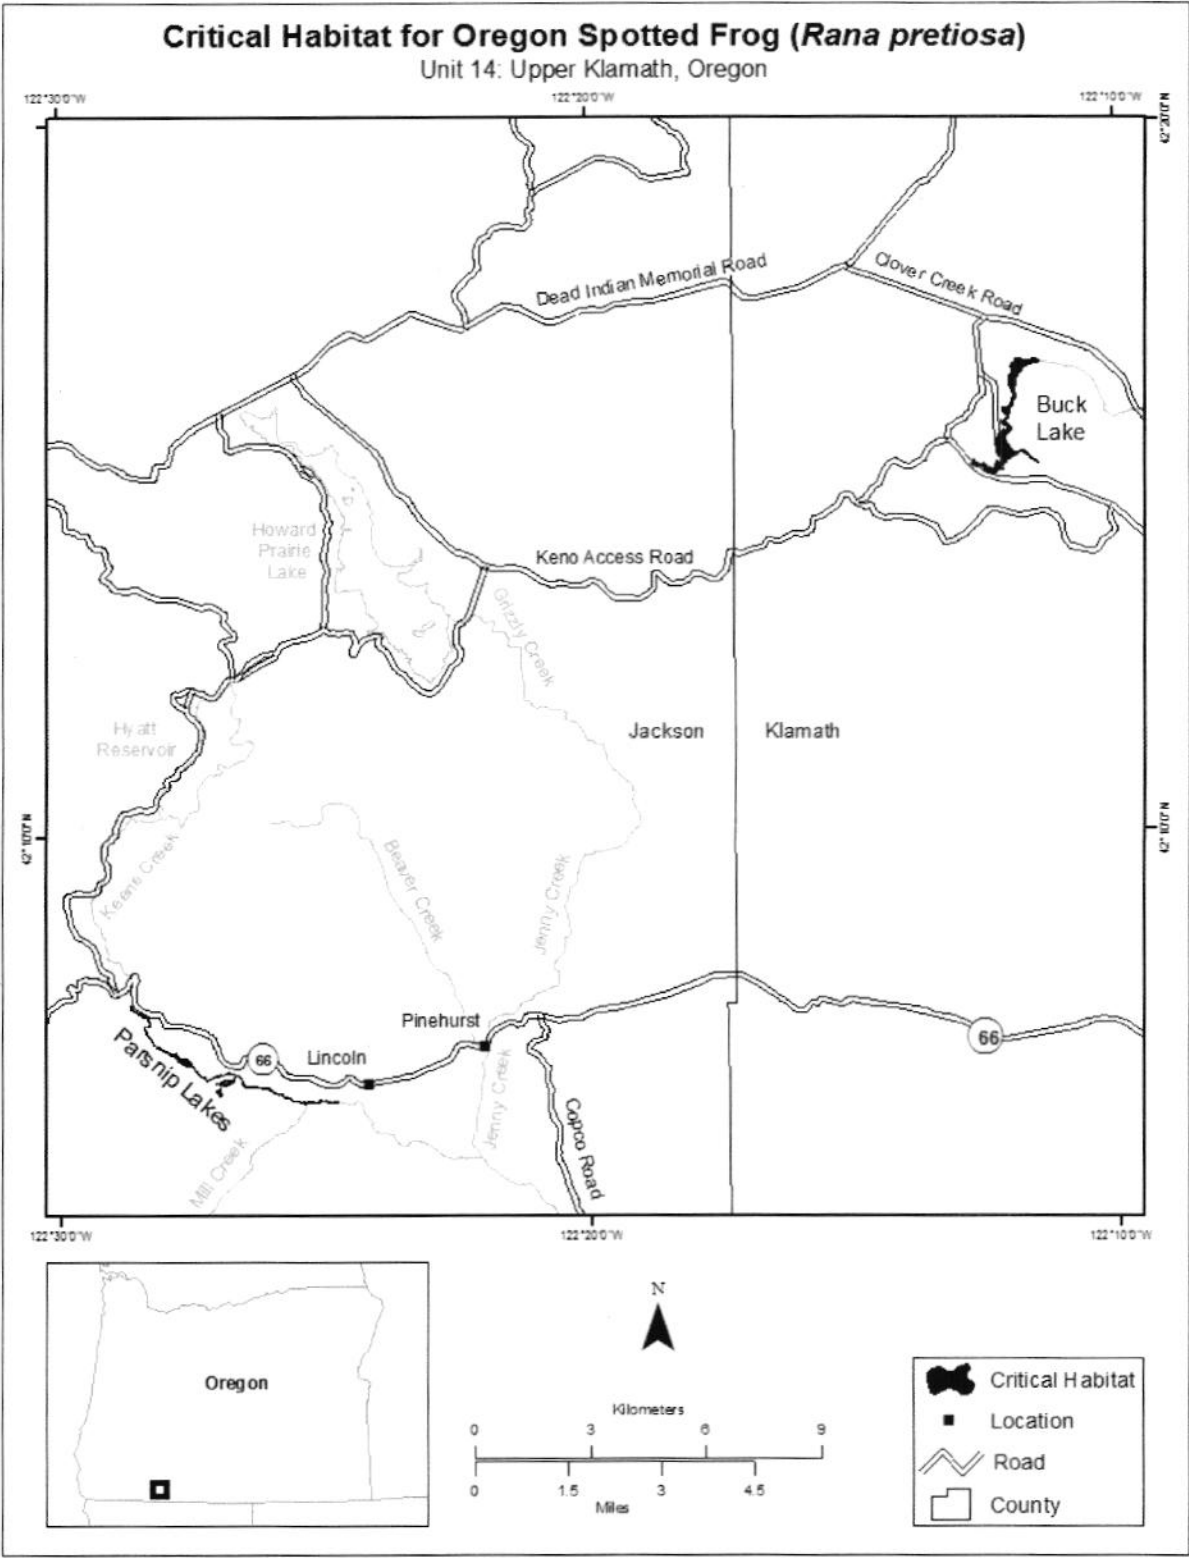 Critical Habitat for Oregon Spotted Frog (Rana pretiosa)
Unit 14: Upper Klamath, Oregon
122°30'0"W
122°20'0"W
122°10'0"W
42°20'0"N
Clover Creek Road
Dead Indian Memorial Road
Buck
Lake
Howard
Prairie
Lake
Keno Access Road
Grizzly Creek
Hyatt
Reservoir
Jackson
Klamath
42°10'0"N
42°10'0"N
Keene Creek
Beaver Creek
Jenny Creek
Pinehurst
Lincoln
66
66
Parsnip Lakes
Jenny Creek
Copco Road
Mill Creek
122°30'0"W
122°20'0"W
122°10'0"W
Oregon
N
Kilometers
0 3 6 9
0 1.5 3 4.5
Miles
Critical Habitat
Location
Road
County